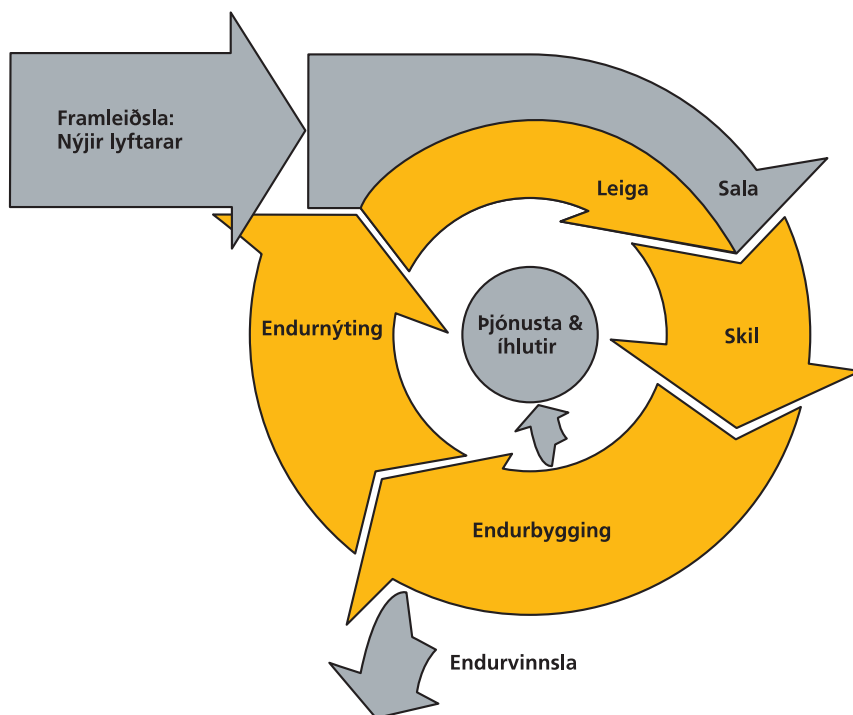 Framleiðsla:
Nýjir lyftarar
Leiga
Sala
Endurnýting
Þjónusta &
íhlutir
Skil
Endurbygging
Endurvinnsla